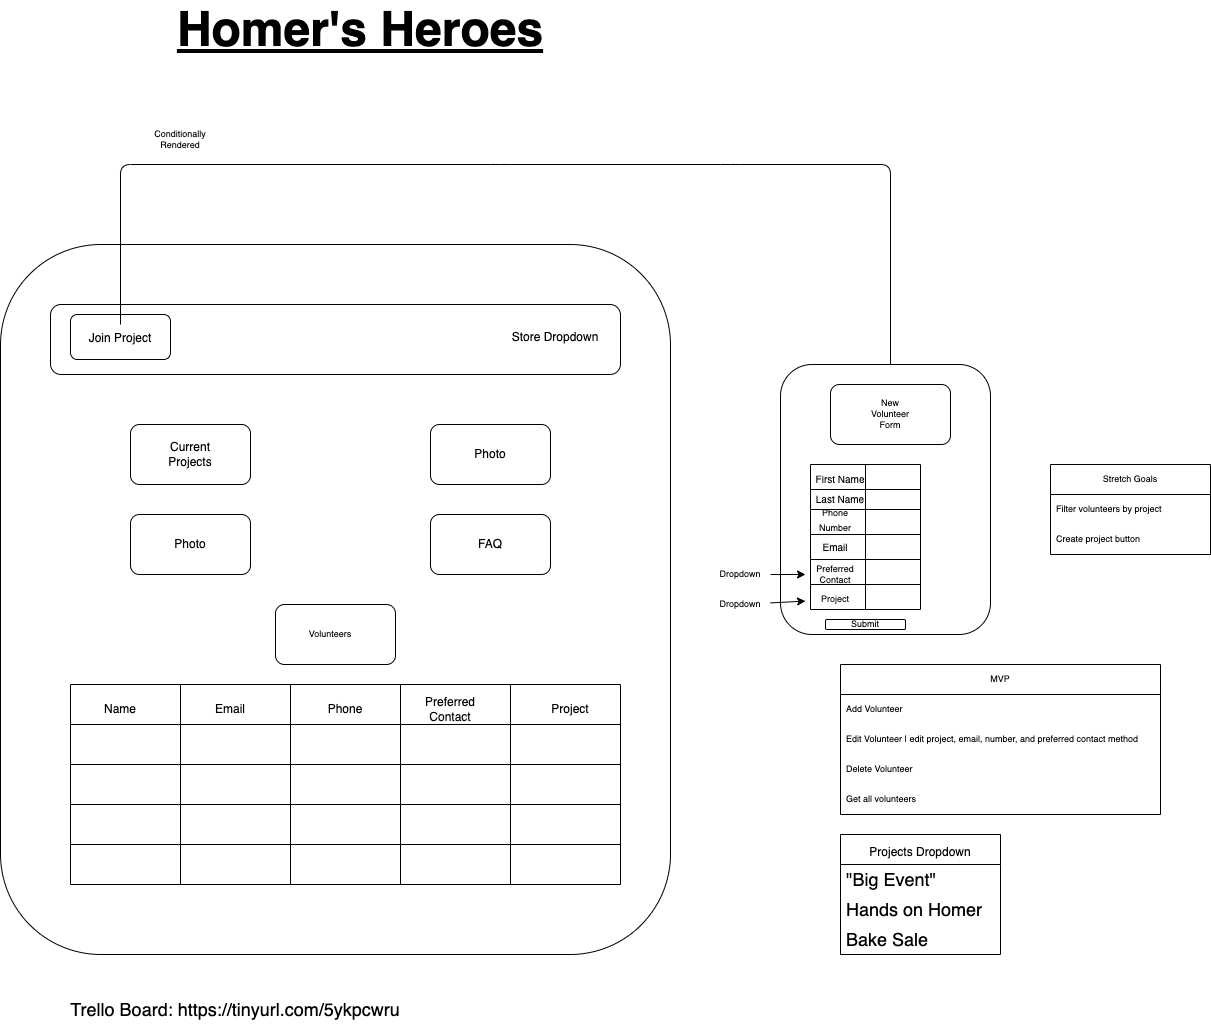 Homer's Heroes
Conditionally
Rendered
Join Project
Store Dropdown
Current
Projects
Photo
Photo
FAQ
Volunteers
Name
Email
Phone
Preferred
Contact
Project
New
Volunteer
Form
First Name
Last Name
Phone
Number
Email
Dropdown
Preferred
Contact
Dropdown
Project
Submit
Stretch Goals
Filter volunteers by project
Create project button
MVP
Add Volunteer
Edit Volunteer | edit project, email, number, and preferred contact method
Delete Volunteer
Get all volunteers
Projects Dropdown
"Big Event"
Hands on Homer
Bake Sale
Trello Board: https://tinyurl.com/5ykpcwru